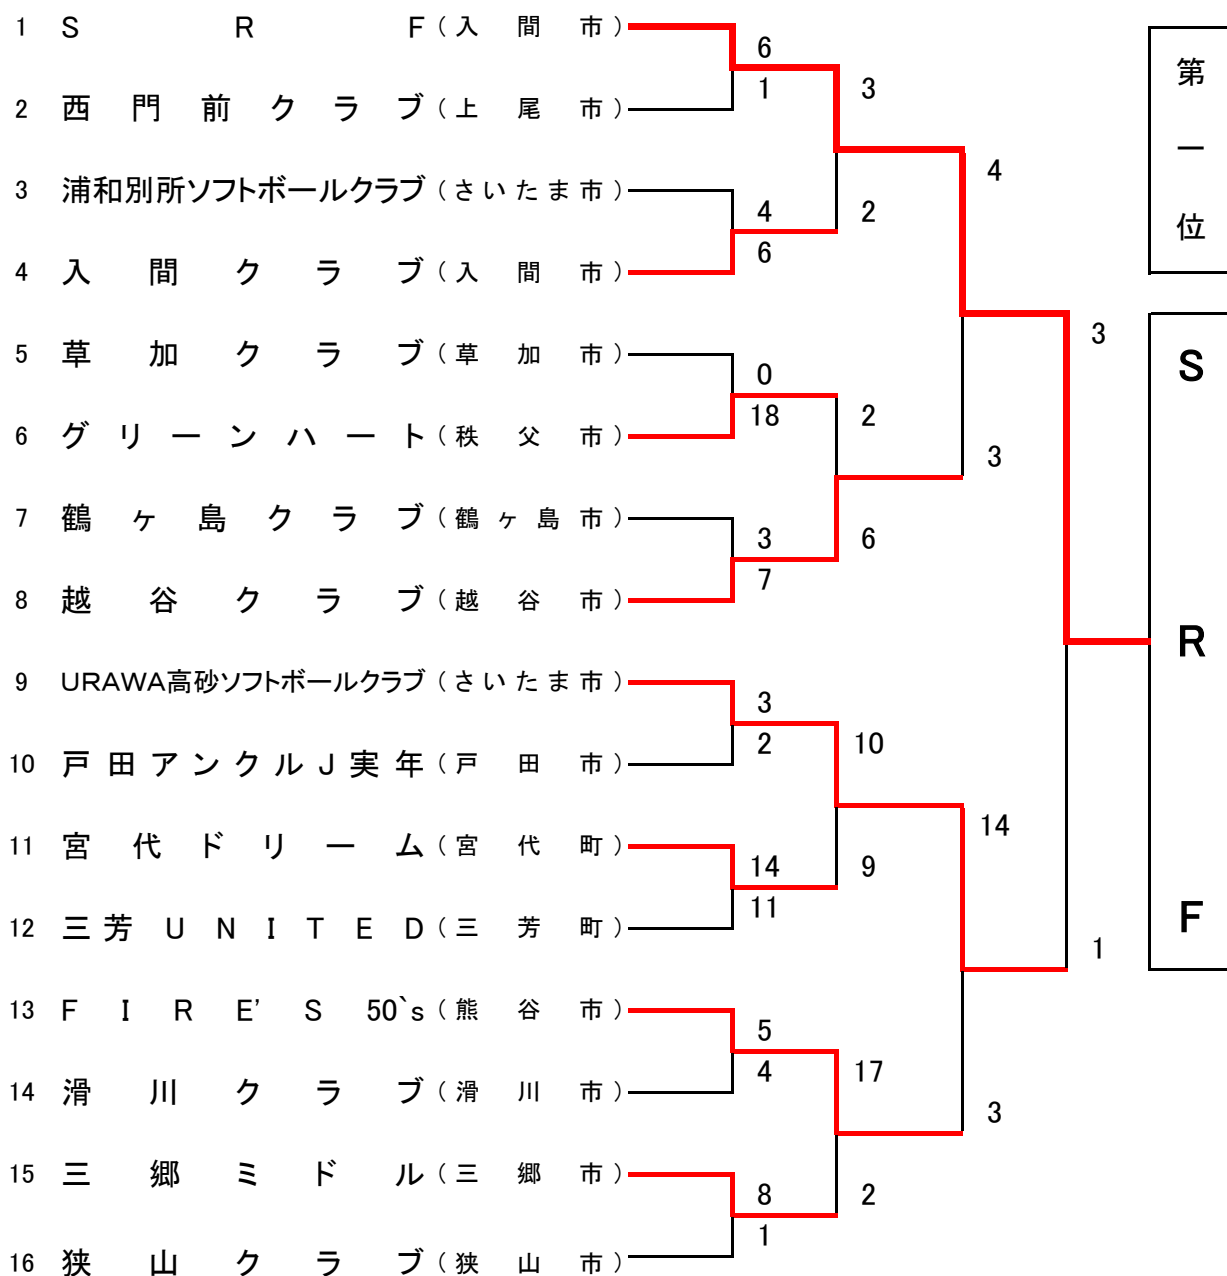 1 SRF(入間市)
6
1
3
2 西門前クラブ(上尾市)
3 浦和別所ソフトボールクラブ(さいたま市)
4
6
2
4 入間クラブ(入間市)
4
5 草加クラブ(草加市)
0
18
2
6 グリーンハート(秩父市)
3
7 鶴ヶ島クラブ(鶴ヶ島市)
3
7
6
8 越谷クラブ(越谷市)
3
9 URAWA高砂ソフトボールクラブ(さいたま市)
3
2
10
10 戸田アンクルJ実年(戸田市)
14
11 宮代ドリーム(宮代町)
14
11
9
12 三芳UNITED(三芳町)
1
13 FIRE'S 50`s(熊谷市)
5
4
17
14 滑川クラブ(滑川市)
3
15 三郷ミドル(三郷市)
8
1
2
16 狭山クラブ(狭山市)
第一位
SRF